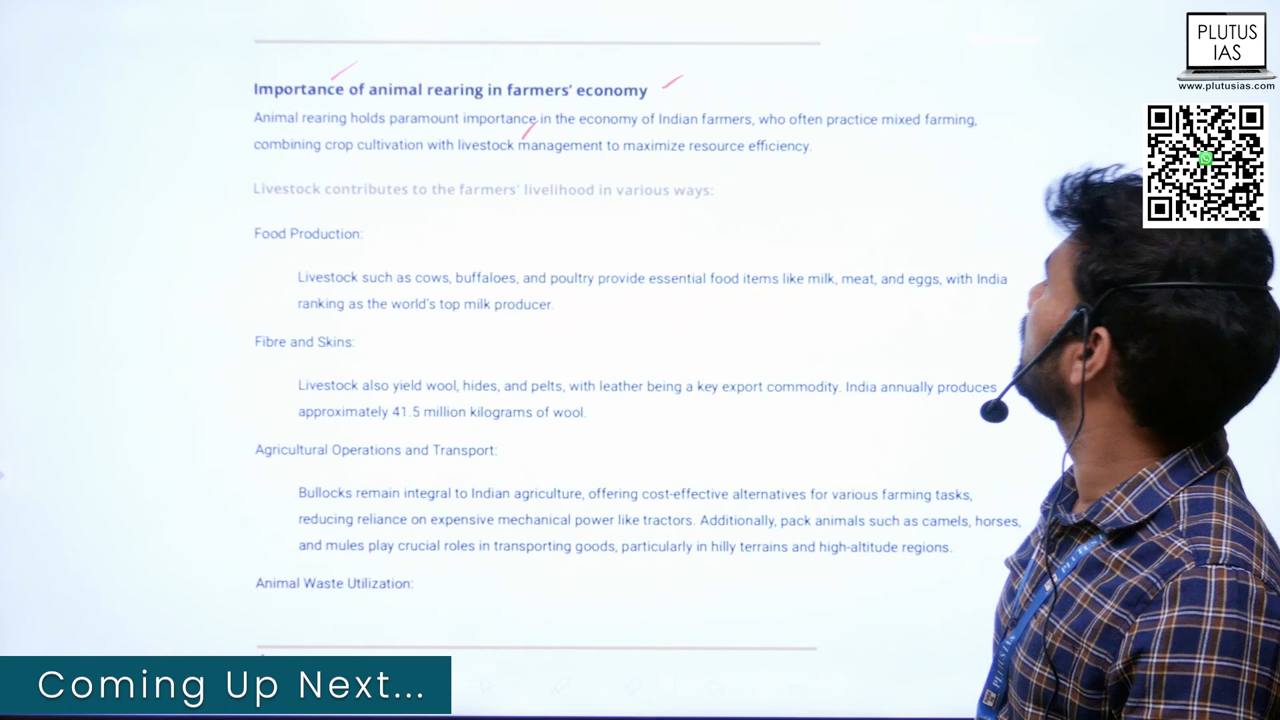 PLUTUS
IAS
www.plutusias.com
Importance of animal rearing in farmers' economy
Animal rearing holds paramount importance in the economy of Indian farmers, who often practice mixed farming,
combining crop cultivation with livestock management to maximize resource efficiency.
Livestock contributes to the farmers' livelihood in various ways:
Food Production:
Livestock such as cows, buffaloes, and poultry provide essential food items like milk, meat, and eggs, with India
ranking as the world's top milk producer.
Fibre and Skins:
Livestock also yield wool, hides, and pelts, with leather being a key export commodity. India annually produces
approximately 41.5 million kilograms of wool.
Agricultural Operations and Transport:
Bullocks remain integral to Indian agriculture, offering cost-effective alternatives for various farming tasks,
reducing reliance on expensive mechanical power like tractors. Additionally, pack animals such as camels, horses,
and mules play crucial roles in transporting goods, particularly in hilly terrains and high-altitude regions.
Animal Waste Utilization:
Coming Up Next...